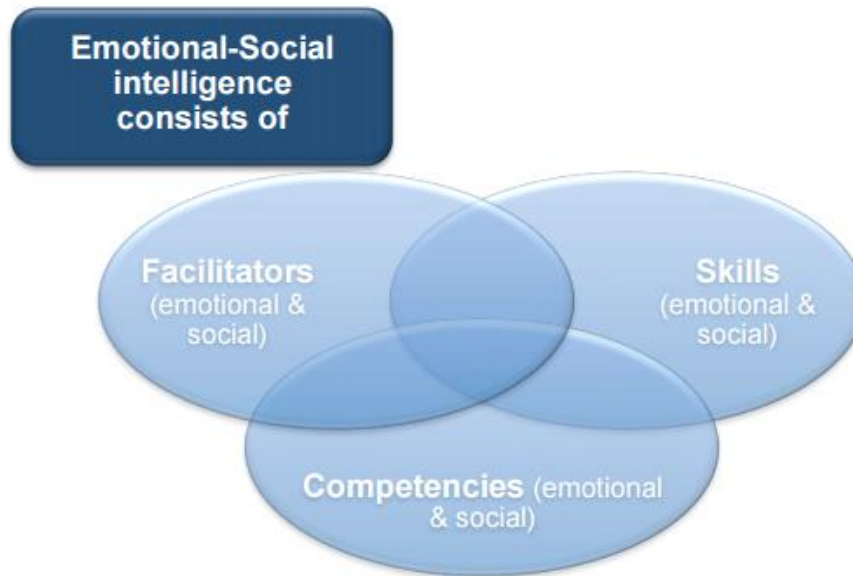 Emotional-Social
intelligence
consists of
Facilitators
(emotional &
social)
Skills
(emotional &
social)
Competencies (emotional
& social)